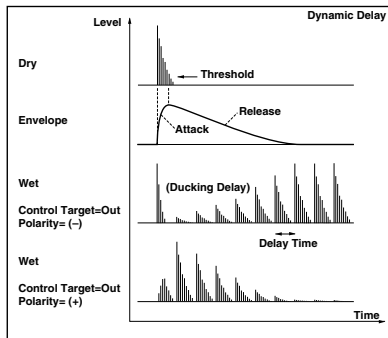 Dynamic Delay
Level
Dry
Threshold
Envelope
Release
Attack
Wet
(Ducking Delay)
Control Target=Out
Polarity= (–)
Delay Time
Wet
Control Target=Out
Polarity= (+)
Time